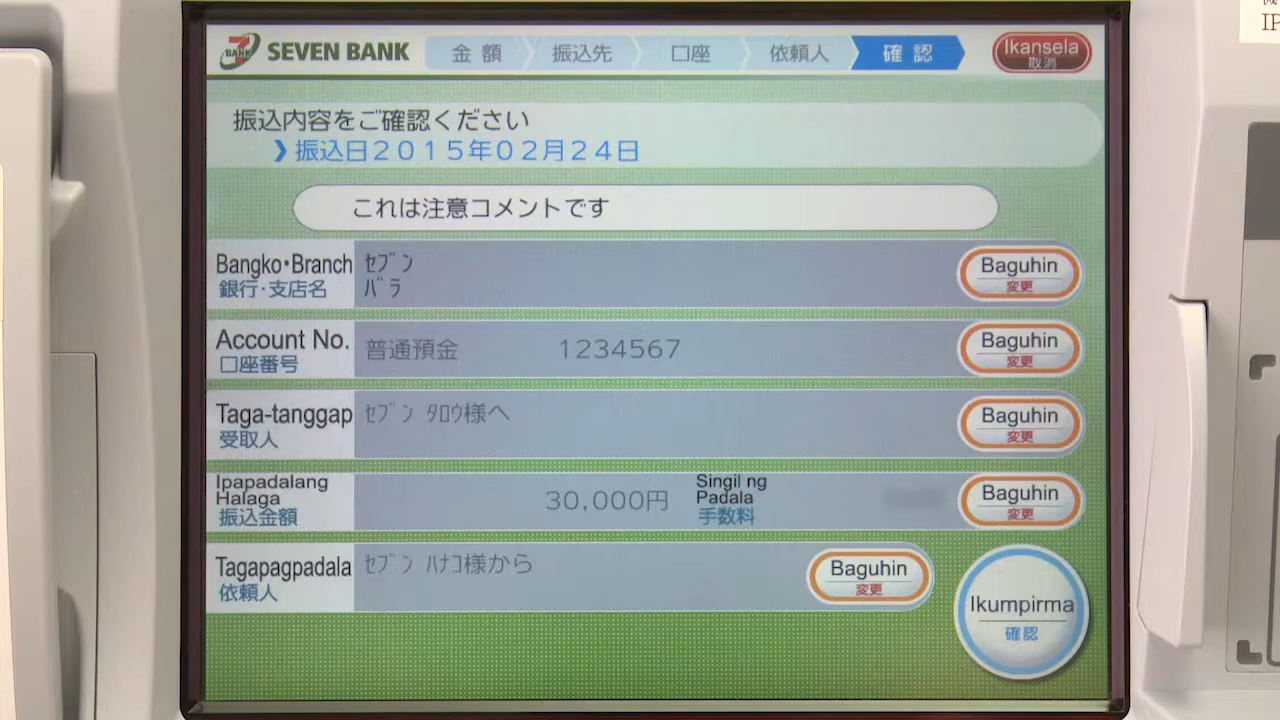 7 BANK SEVEN BANK 金額 振込先 口座 依頼人 確認 Ikansela
取消
IP
振込内容をご確認ください
❯振込日2015年02月24日
これは注意コメントです
Bangko・Branch ｾﾌﾞﾝ Baguhin
銀行・支店名 ﾊﾞﾗ 変更
Account No. 普通預金 1234567 Baguhin
口座番号 変更
Taga-tanggap ｾﾌﾞﾝ ﾀﾛｳ様へ Baguhin
受取人 変更
Ipapadalang Singil ng
Halaga 30,000円 Padala Baguhin
振込金額 手数料 変更
Tagapagpadala ｾﾌﾞﾝ ﾊﾅｺ様から Baguhin
依頼人 変更
Ikumpirma
確認